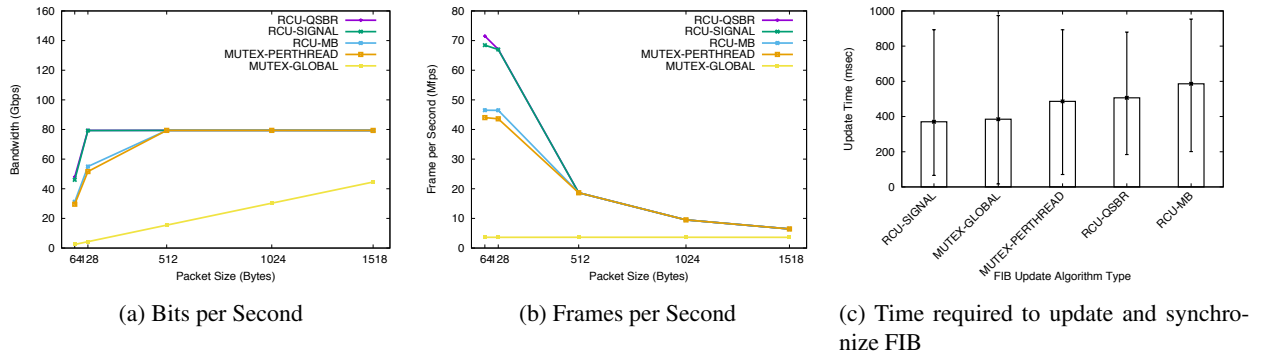 160
140
120
100
80
60
40
20
0
Bandwidth (Gbps)
RCU-QSBR
RCU-SIGNAL
RCU-MB
MUTEX-PERTHREAD
MUTEX-GLOBAL
64 128 512 1024 1518
Packet Size (Bytes)
(a) Bits per Second
80
70
60
50
40
30
20
10
0
Frame per Second (Mfps)
RCU-QSBR
RCU-SIGNAL
RCU-MB
MUTEX-PERTHREAD
MUTEX-GLOBAL
64 128 512 1024 1518
Packet Size (Bytes)
(b) Frames per Second
1000
800
600
400
200
0
Update Time (msec)
RCU-SIGNAL
MUTEX-GLOBAL
MUTEX-PERTHREAD
RCU-QSBR
RCU-MB
FIB Update Algorithm Type
(c) Time required to update and synchro-
nize FIB